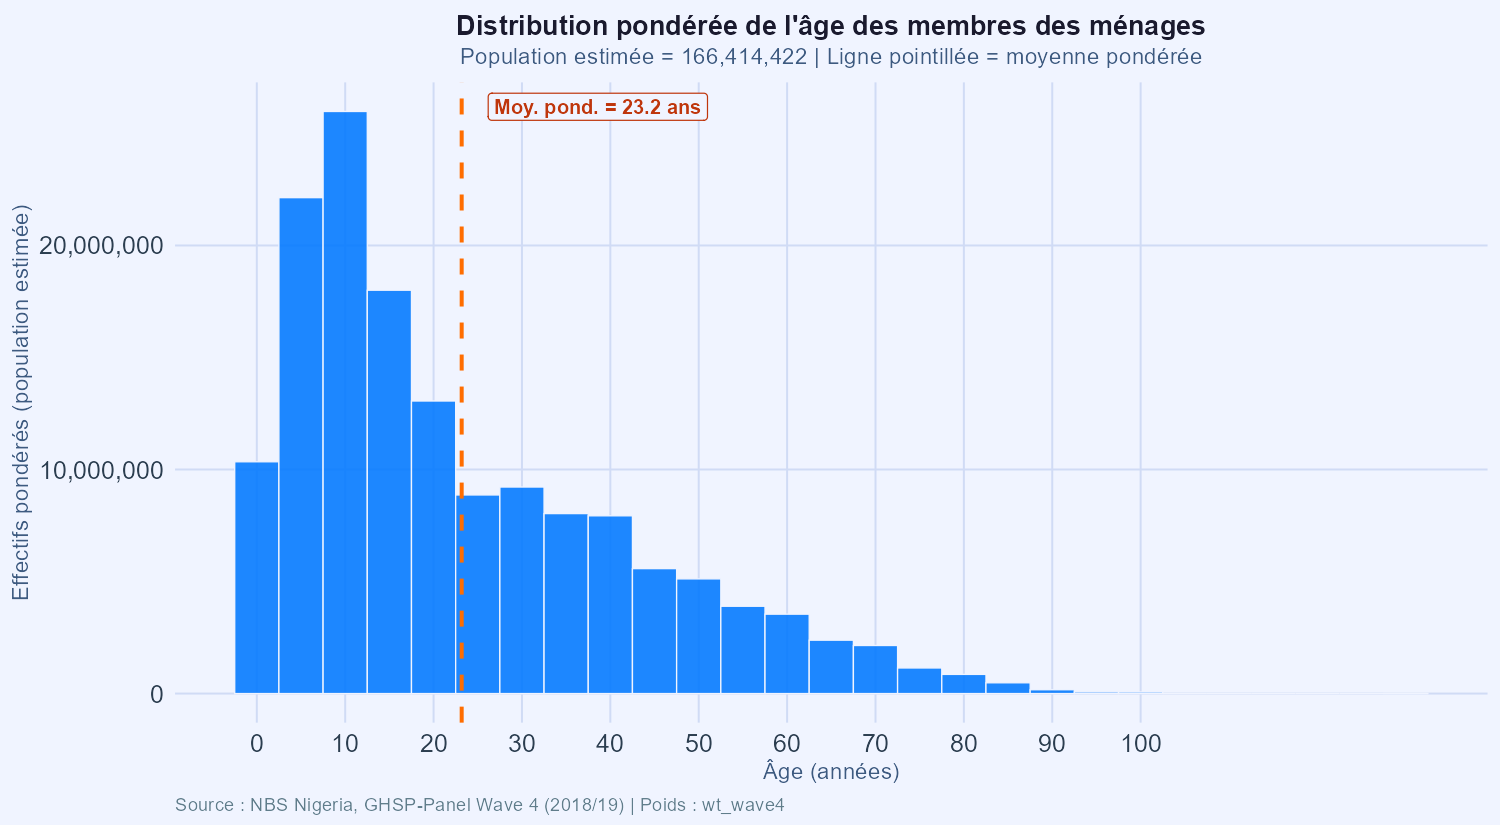 Distribution pondérée de l'âge des membres des ménages
Population estimée = 166,414,422 | Ligne pointillée = moyenne pondérée
Moy. pond. = 23.2 ans
Effectifs pondérés (population estimée)
20,000,000
10,000,000
0
0 10 20 30 40 50 60 70 80 90 100
Âge (années)
Source : NBS Nigeria, GHSP-Panel Wave 4 (2018/19) | Poids : wt_wave4